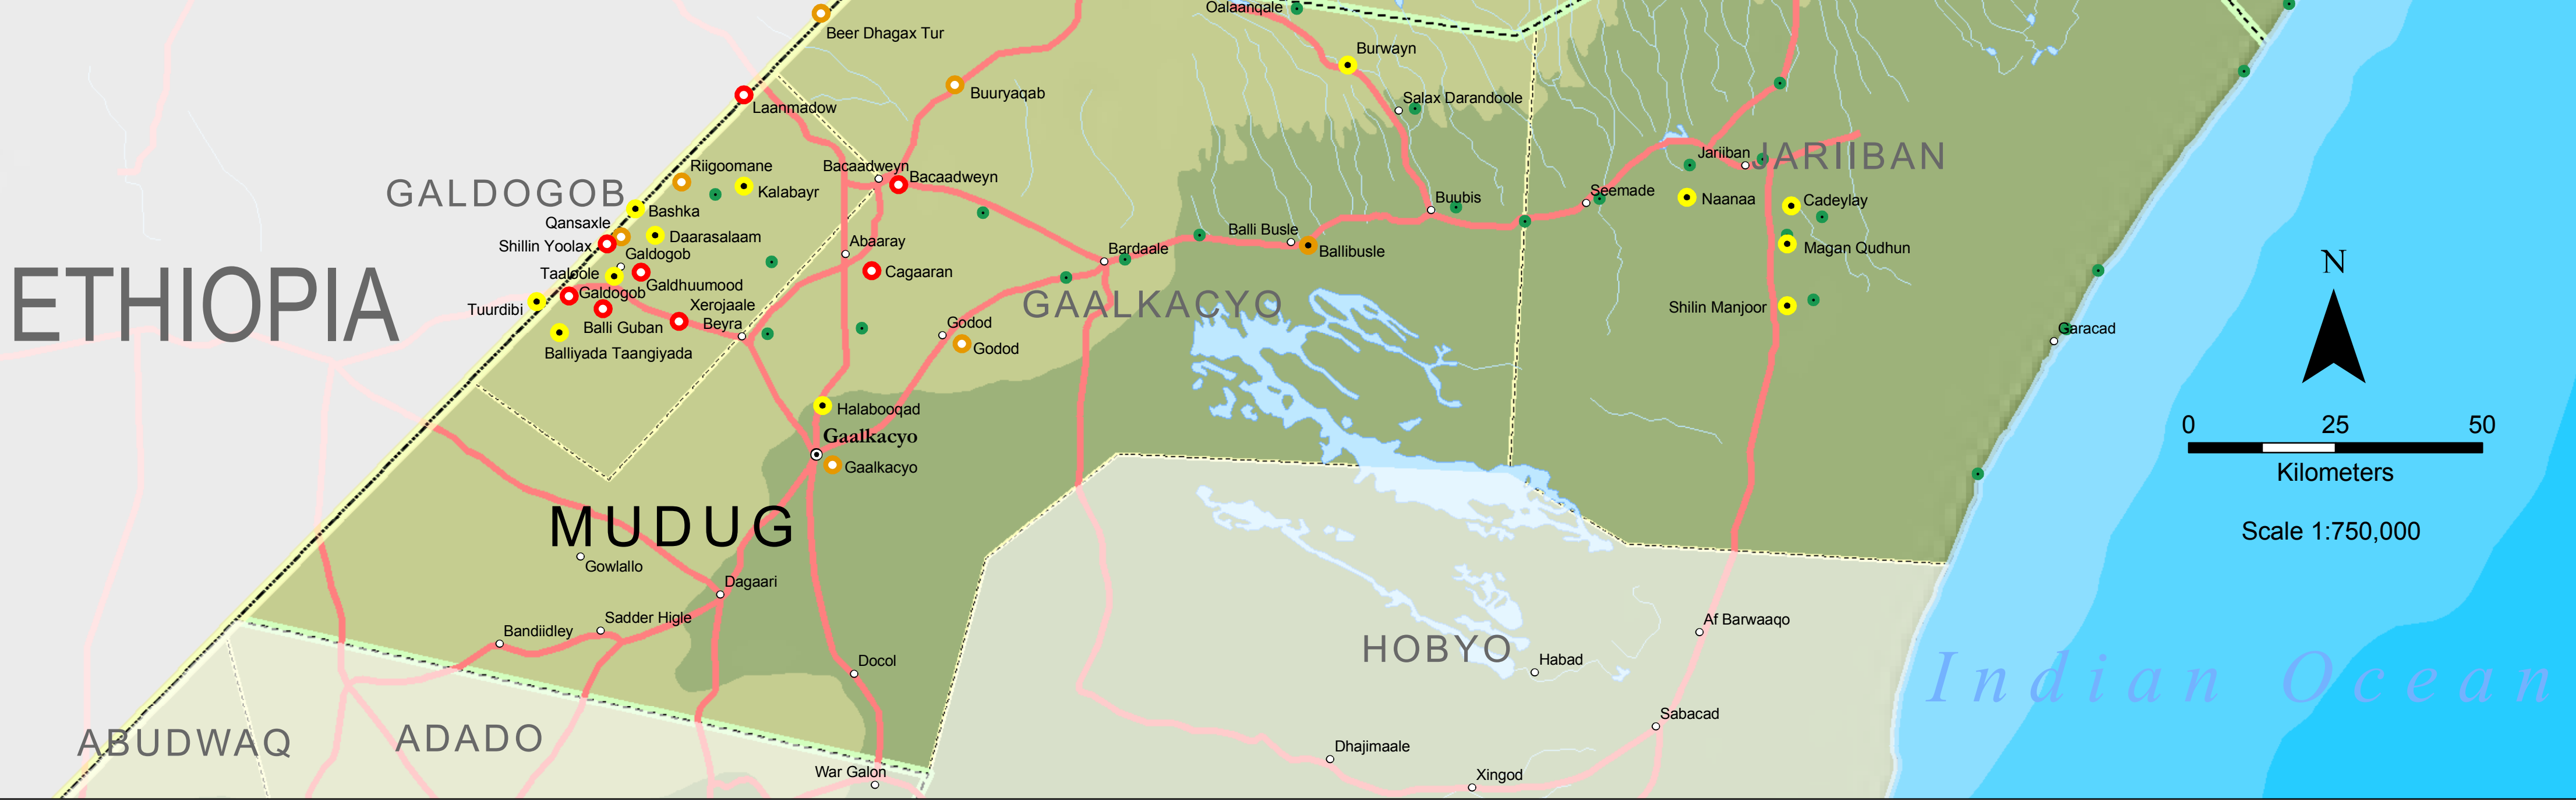 Oalaanqale
Beer Dhagax Tur
Burwayn
Buuryaqab
Salax Darandoole
Laanmadow
Jariiban
JARIIBAN
Riigoomane
Bacaadweyn
Bacaadweyn
Kalabayr
GALDOGOB
Seemade
Buubis
Naanaa
Cadeylay
Bashka
Qansaxle
Daarasalaam
Balli Busle
Shillin Yoolax
Abaaray
Bardaale
Ballibusle
Magan Qudhun
Galdogob
N
Taaloole
Cagaaran
Galdhuumood
Galdogob
ETHIOPIA
Xerojaale
GAALKACYO
Shilin Manjoor
Tuurdibi
Balli Guban
Beyra
Godod
Garacad
Balliyada Taangiyada
Godod
Halabooqad
0 25 50
Gaalkacyo
Gaalkacyo
Kilometers
MUDUG
Scale 1:750,000
Gowlallo
Dagaari
Sadder Higle
Af Barwaaqo
Bandiidley
HOBYO
Docol
Habad
Indian Ocean
Sabacad
ABUDWAQ
ADADO
Dhajimaale
War Galon
Xingod